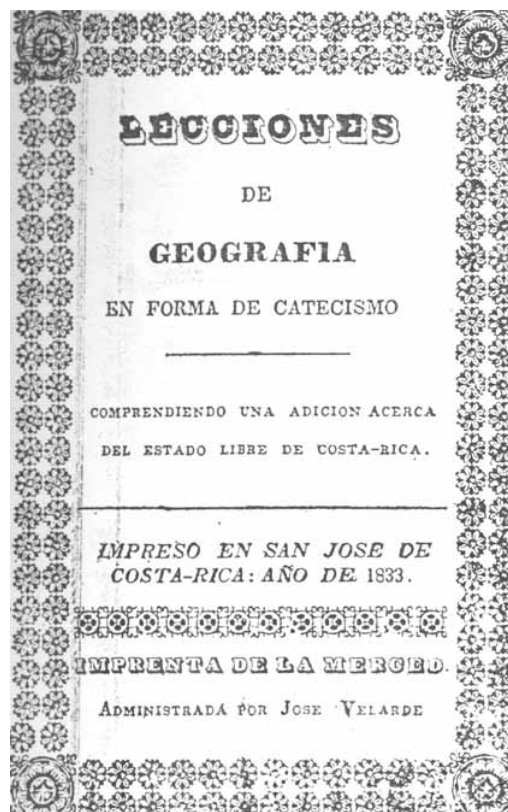 LECCIONES
DE
GEOGRAFIA
EN FORMA DE CATECISMO
COMPRENDIENDO UNA ADICION ACERCA
DEL ESTADO LIBRE DE COSTA-RICA.
IMPRESO EN SAN JOSE DE
COSTA-RICA: AÑO DE 1833.
IMPRENTA DE LA MERCED.
ADMINISTRADA POR JOSE VELARDE